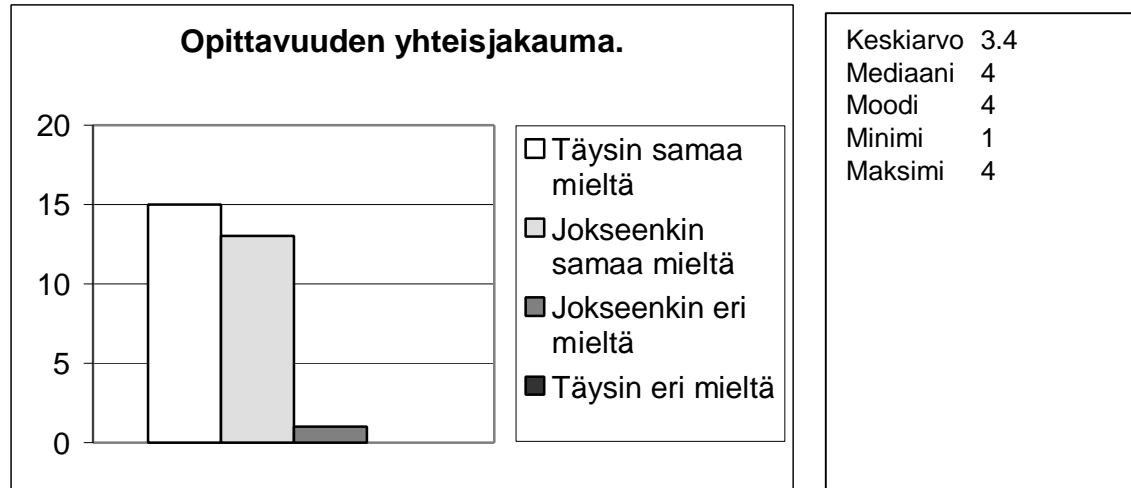 Opittavuuden yhteisjakauma.
20
15
10
5
0
Täysin samaa
mieltä
Jokseenkin
samaa mieltä
Jokseenkin eri
mieltä
Täysin eri mieltä
Keskiarvo 3.4
Mediaani 4
Moodi 4
Minimi 1
Maksimi 4